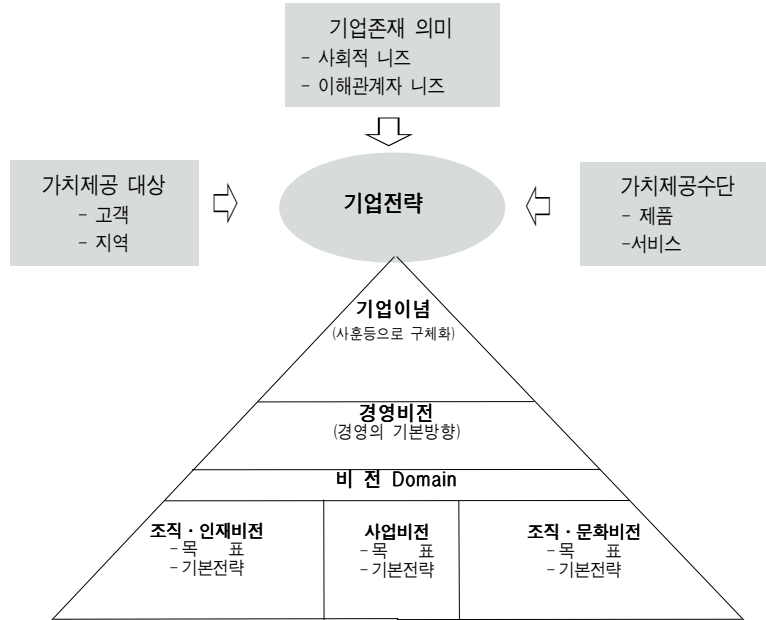 기업존재 의미
- 사회적 니즈
- 이해관계자 니즈
가치제공 대상
- 고객
- 지역
기업전략
가치제공수단
- 제품
-서비스
기업이념
(사훈등으로 구체화)
경영비전
(경영의 기본방향)
비 전 Domain
조직·인재비전
-목 표
-기본전략
사업비전
-목 표
-기본전략
조직·문화비전
-목 표
-기본전략